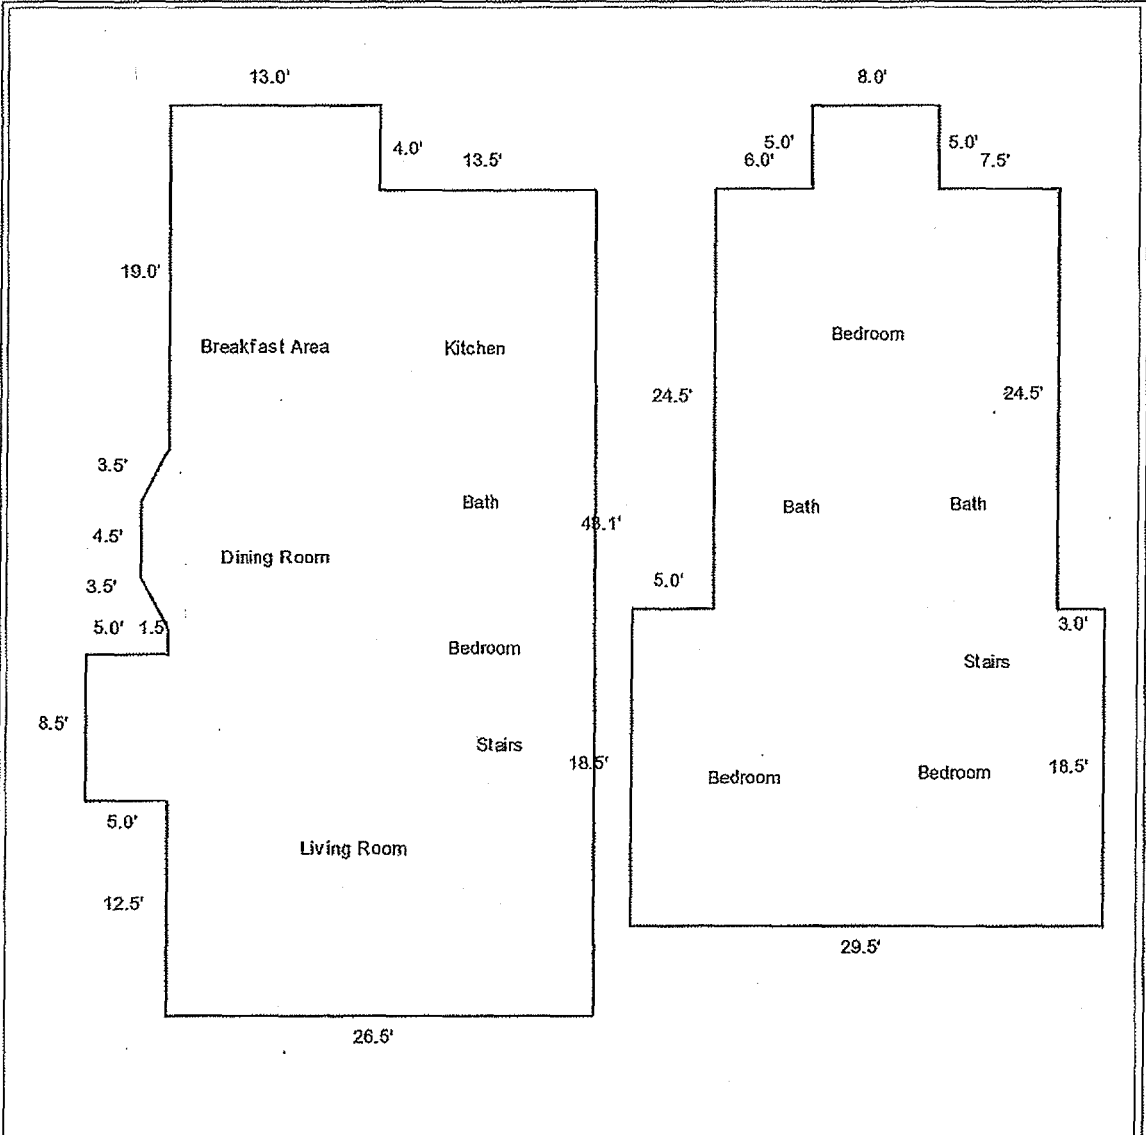 13.0'
8.0'
4.0'
13.5'
5.0'
5.0'
6.0'
7.5'
19.0'
Breakfast Area
Kitchen
Bedroom
24.5'
24.5'
3.5'
Bath
Bath
Bath
4.5'
Dining Room
3.5'
5.0'
5.0'
1.5'
3.0'
Bedroom
Stairs
8.5'
Stairs
18.5'
Bedroom
Bedroom
18.5'
5.0'
Living Room
12.5'
29.5'
26.5'